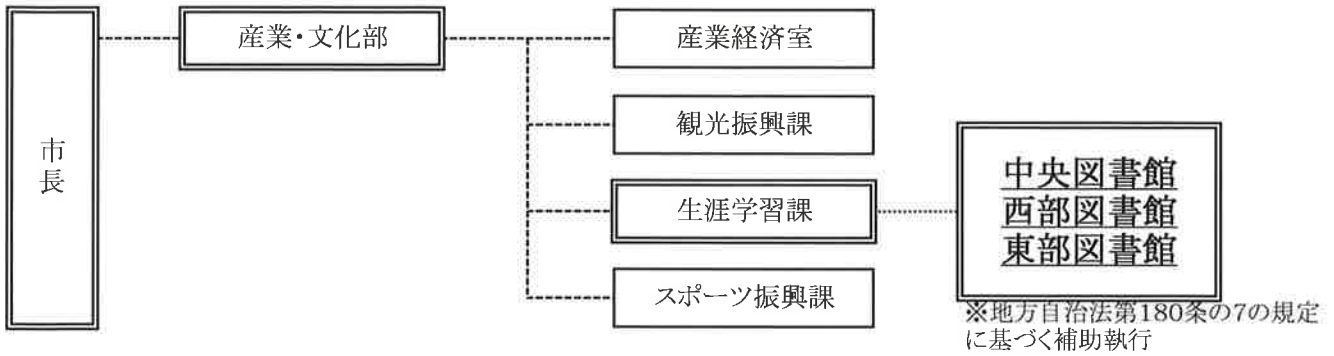 市長
産業・文化部
産業経済室
観光振興課
生涯学習課
スポーツ振興課
中央図書館
西部図書館
東部図書館
※地方自治法第180条の7の規定
に基づく補助執行